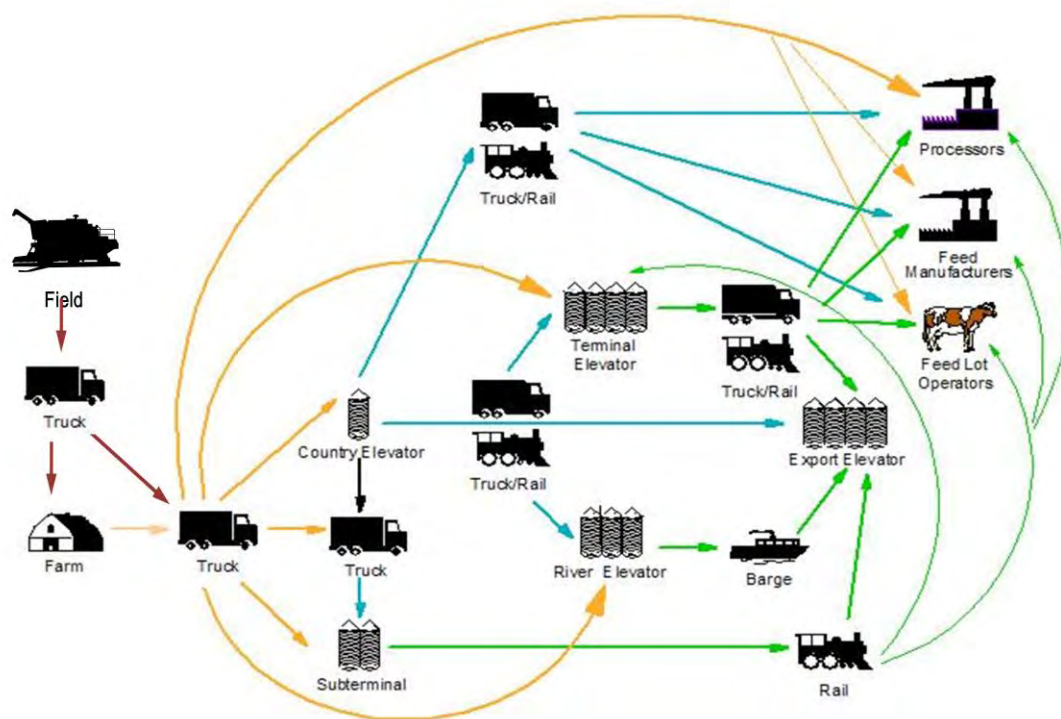 Processors
Truck/Rail
Feed
Manufacturers
Field
Terminal
Elevator
Feed Lot
Operators
Truck/Rail
Truck
Country Elevator
Export Elevator
Truck/Rail
Farm
Truck
Truck
River Elevator
Barge
Subterminal
Rail